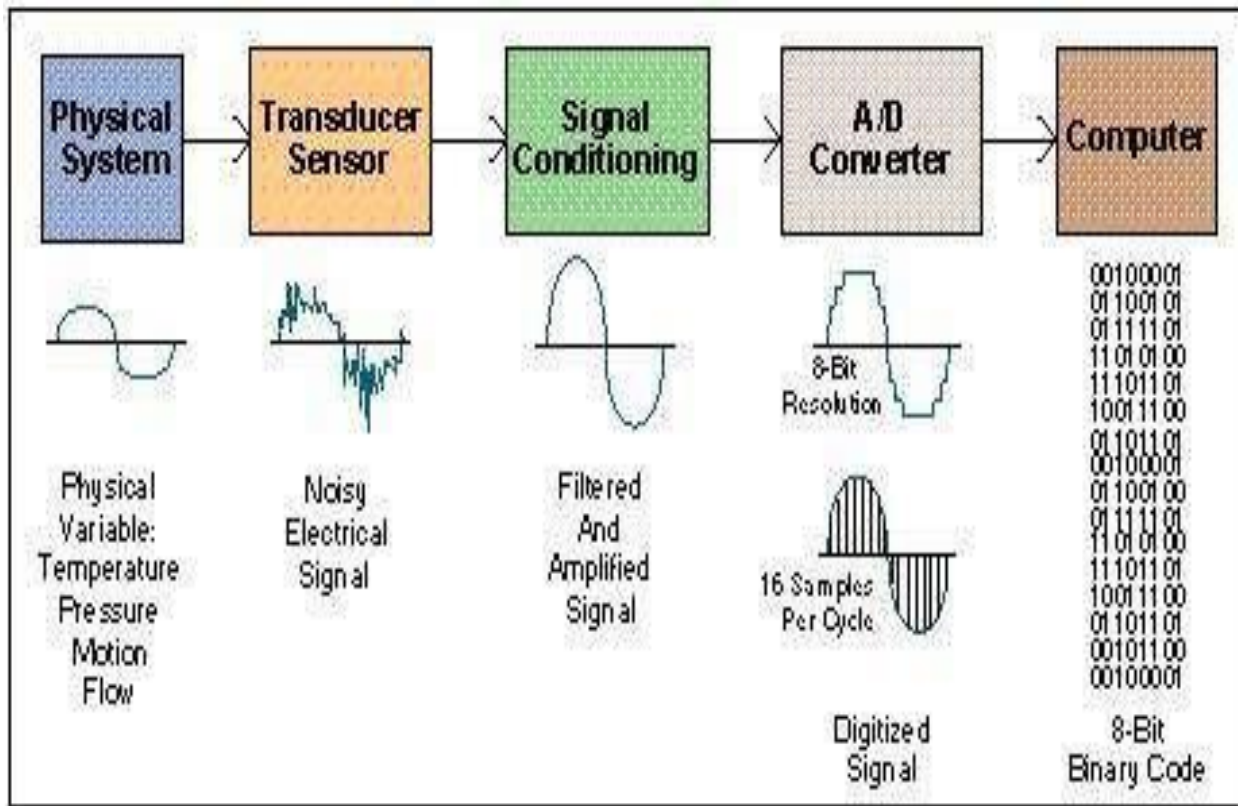 Physical
System
Transducer
Sensor
Signal
Conditioning
A/D
Converter
Computer
Physical
Variable:
Temperature
Pressure
Motion
Flow
Noisy
Electrical
Signal
Filtered
And
Amplified
Signal
8-Bit
Resolution
16 Samples
Per Cycle
Digitized
Signal
00100001
01100101
01111101
11010100
11101101
10011100
01101101
00100001
01100100
01111101
11010100
11101101
10011100
01101101
00101100
00100001
8-Bit
Binary Code